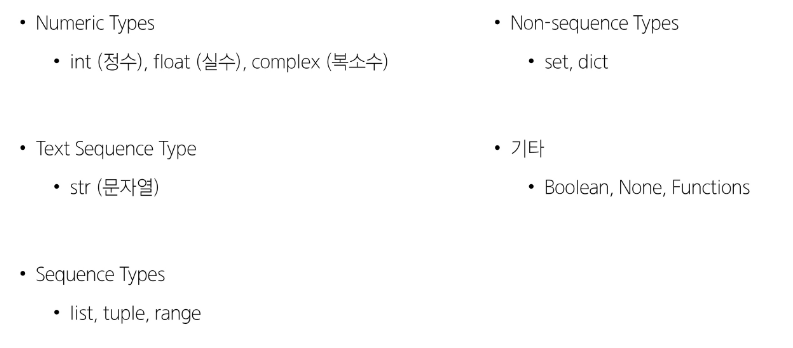 • Numeric Types
• int (정수), float (실수), complex (복소수)
• Text Sequence Type
• str (문자열)
• Sequence Types
• list, tuple, range
• Non-sequence Types
• set, dict
• 기타
• Boolean, None, Functions